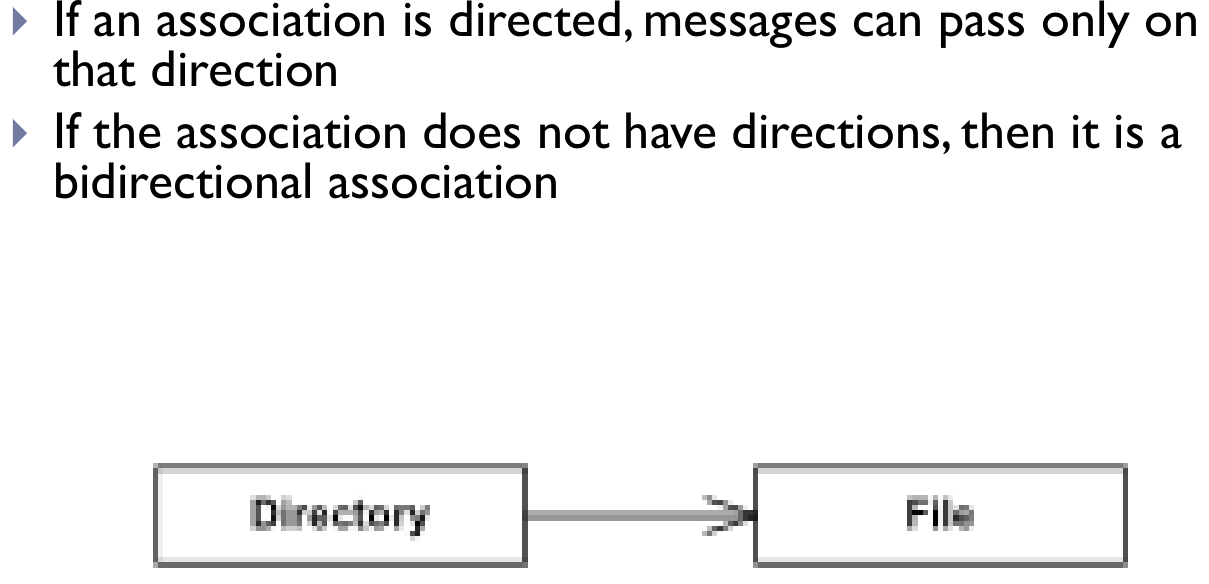 If an association is directed, messages can pass only on
that direction
If the association does not have directions, then it is a
bidirectional association
Directory
File